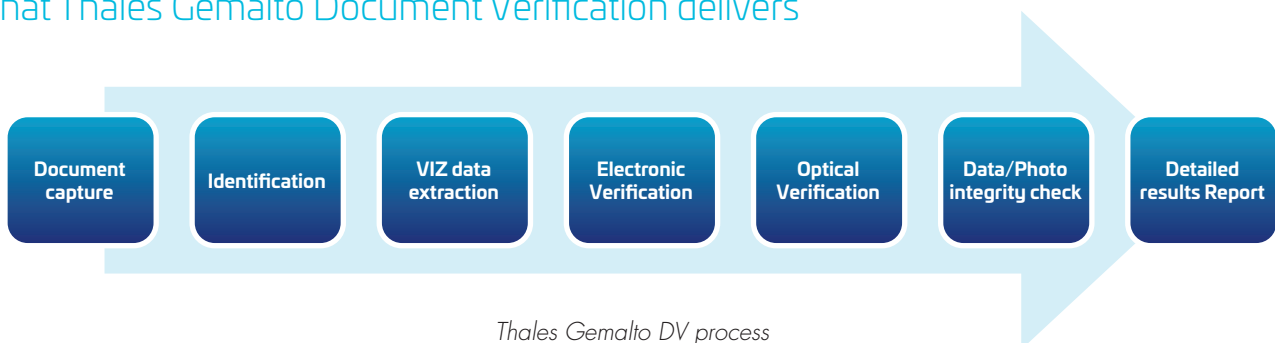 hat Thales Gemalto Document Verification delivers
Document
capture
Identification
VIZ data
extraction
Electronic
Verification
Optical
Verification
Data/Photo
integrity check
Detailed
results Report
Thales Gemalto DV process